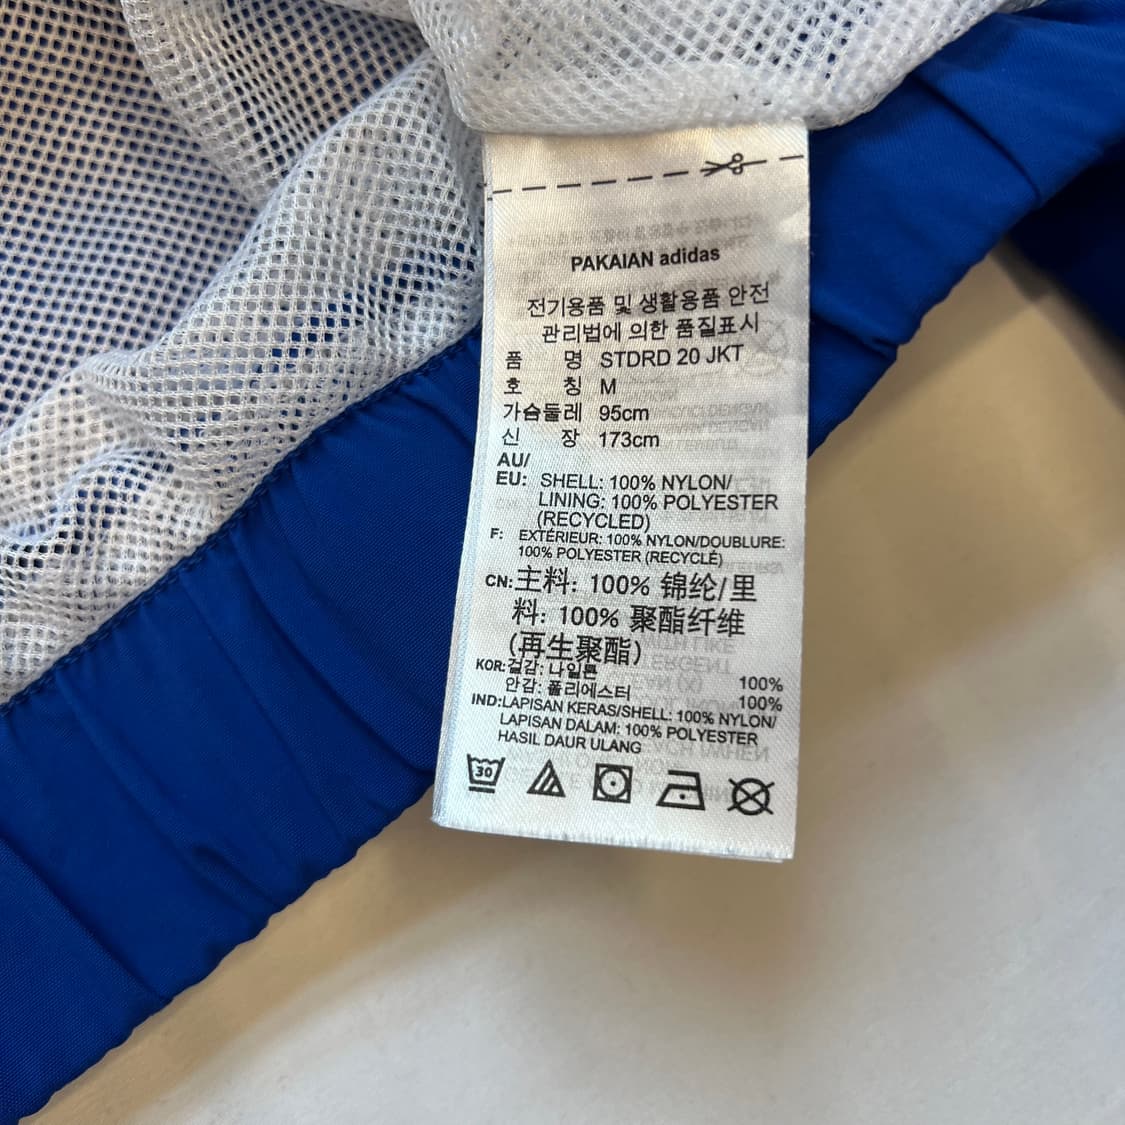 PAKAIAN adidas
전기용품 및 생활용품 안전
관리법에 의한 품질표시
품 명 STDRD 20 JKT
호 칭 M
가슴둘레 95cm
신 장 173cm
AU/
EU: SHELL: 100% NYLON/
LINING: 100% POLYESTER
(RECYCLED)
F: EXTÉRIEUR: 100% NYLON/DOUBLURE:
100% POLYESTER (RECYCLÉ)
CN: 主料: 100% 锦纶/里
料: 100% 聚酯纤维
(再生聚酯)
KOR: 겉감: 나일론 100%
안감: 폴리에스터 100%
IND: LAPISAN KERAS/SHELL: 100% NYLON/
LAPISAN DALAM: 100% POLYESTER
HASIL DAUR ULANG
30